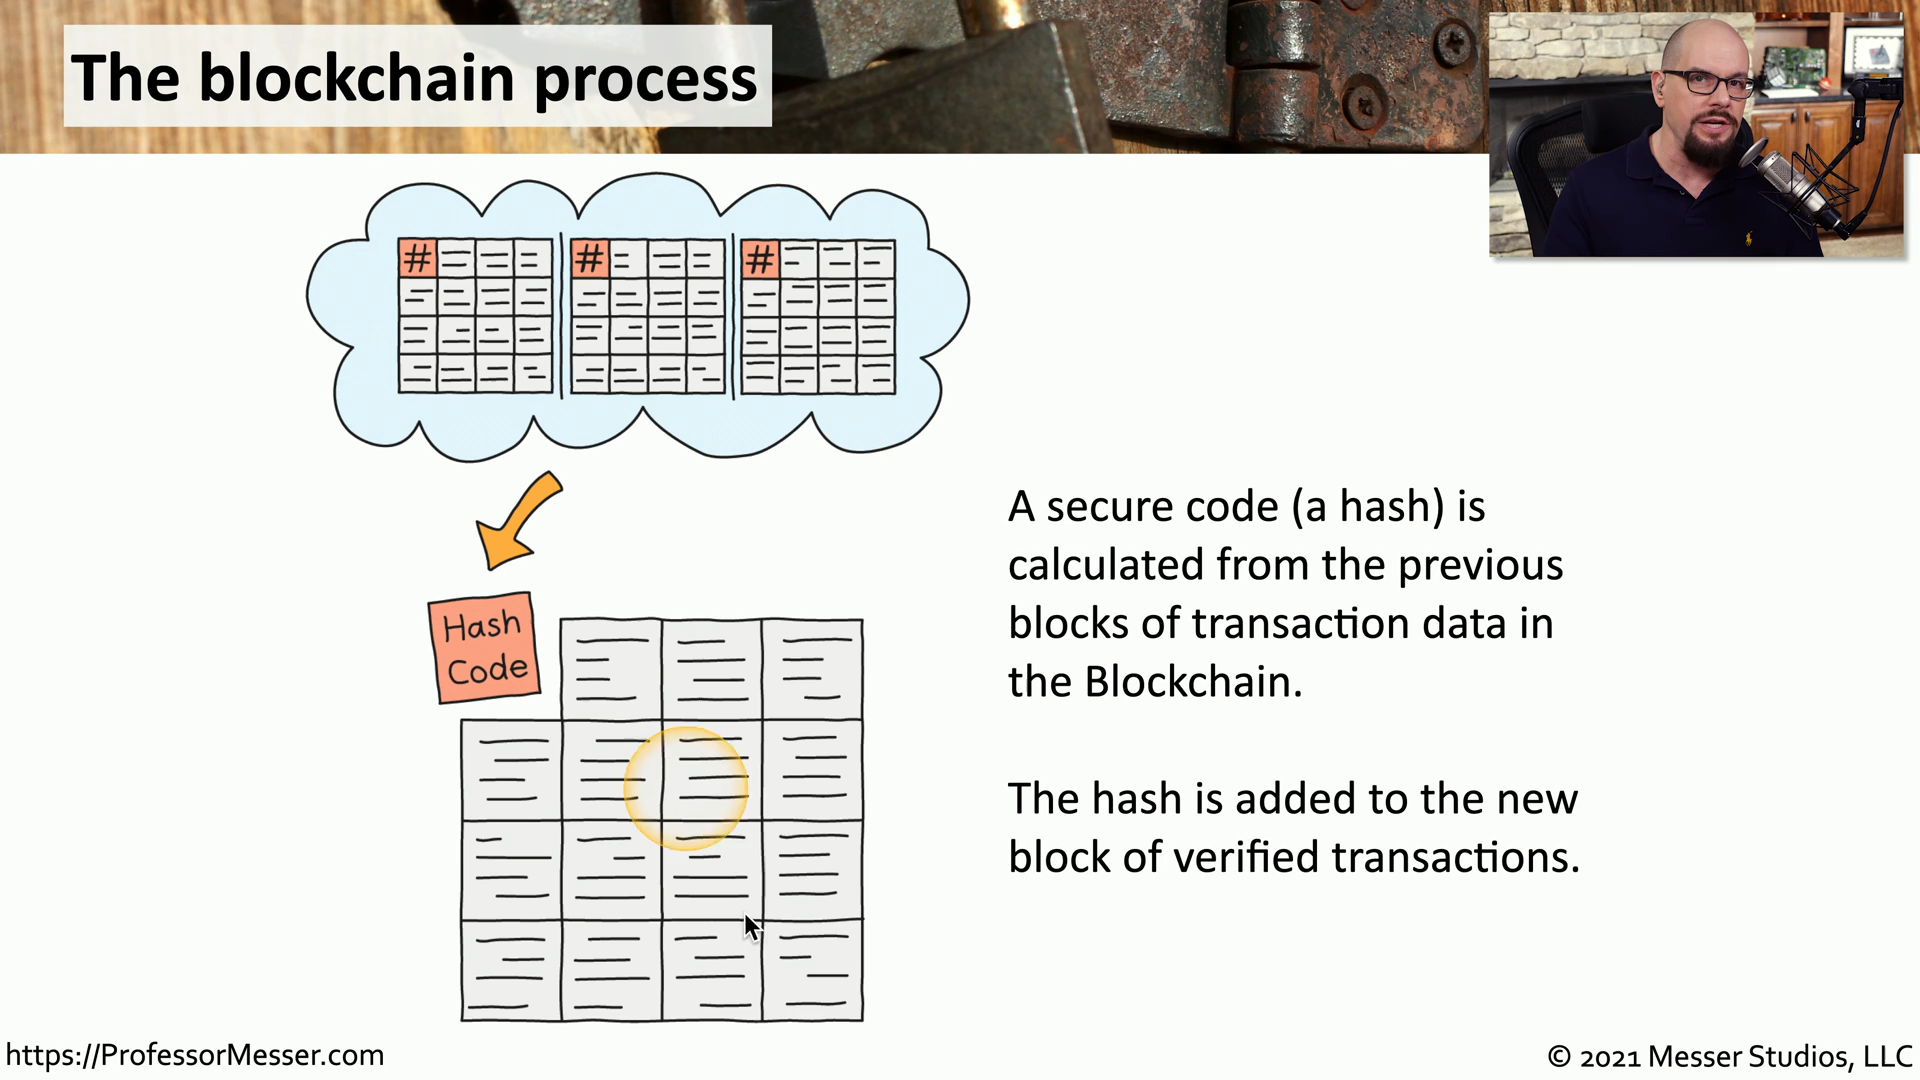 The blockchain process
# # #
Hash
Code
A secure code (a hash) is
calculated from the previous
blocks of transaction data in
the Blockchain.
The hash is added to the new
block of verified transactions.
https://ProfessorMesser.com
© 2021 Messer Studios, LLC